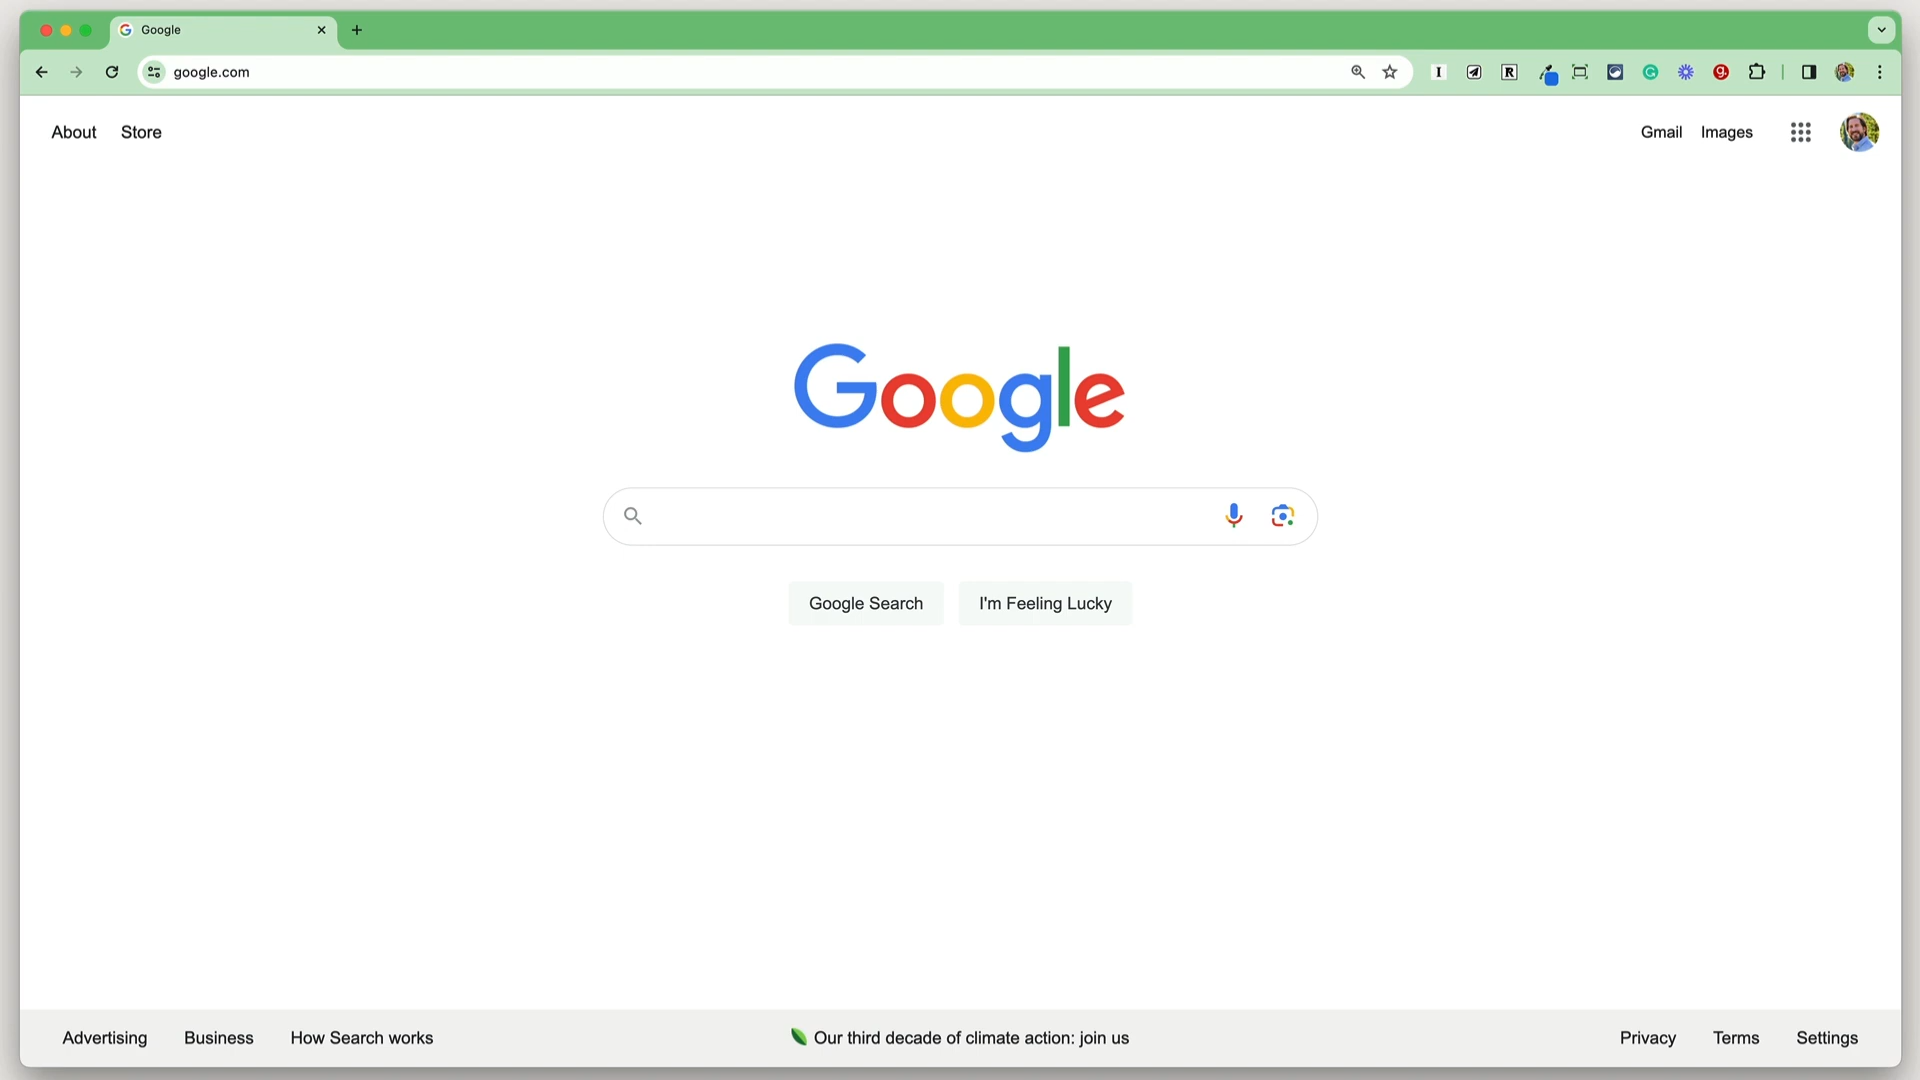 Google
google.com
About Store
Gmail Images
Google
Google Search I'm Feeling Lucky
Advertising Business How Search works
Our third decade of climate action: join us
Privacy Terms Settings